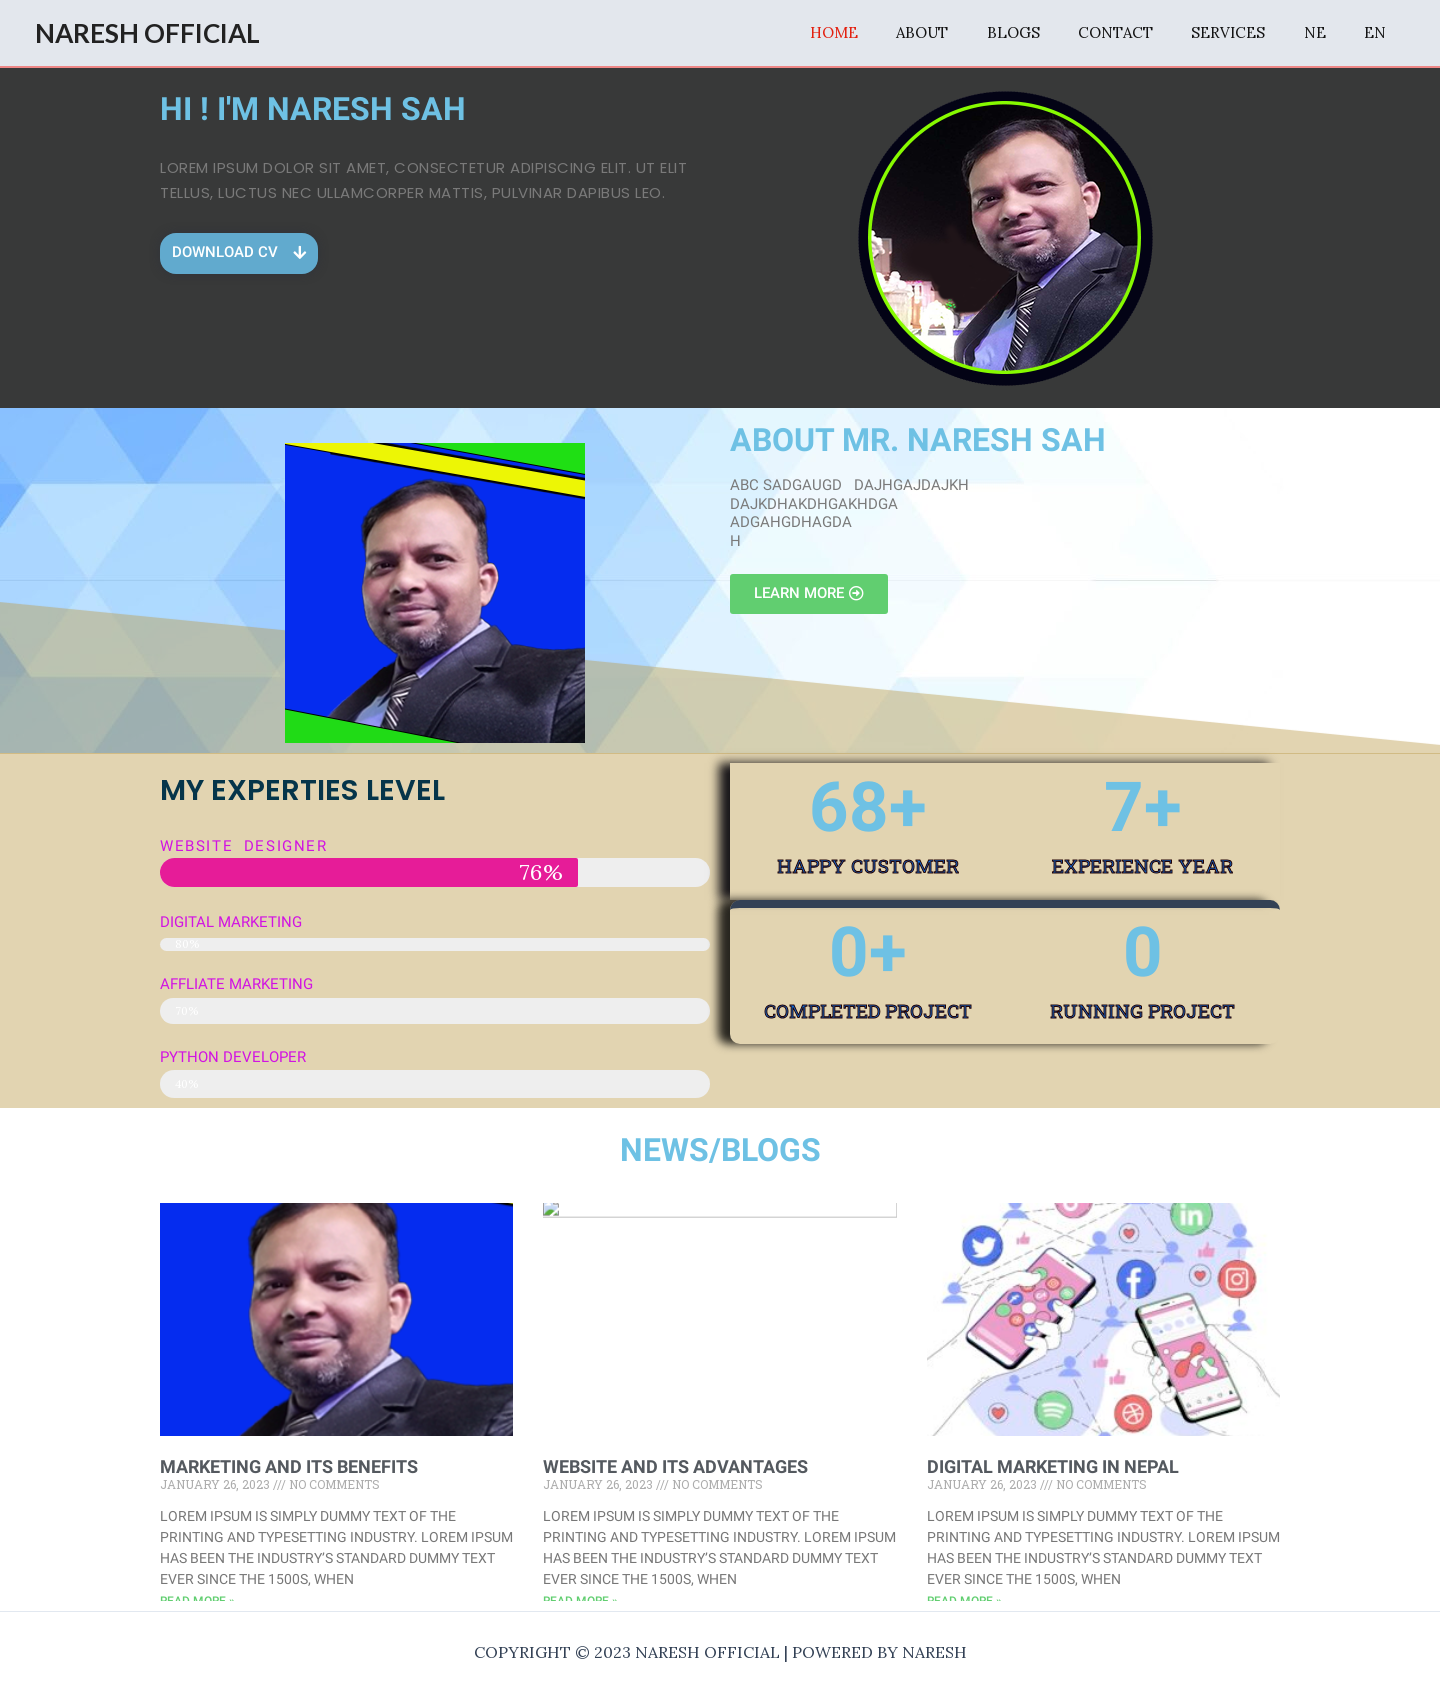 NARESH OFFICIAL
HOME ABOUT BLOGS CONTACT SERVICES NE EN
HI ! I'M NARESH SAH
LOREM IPSUM DOLOR SIT AMET, CONSECTETUR ADIPISCING ELIT. UT ELIT
TELLUS, LUCTUS NEC ULLAMCORPER MATTIS, PULVINAR DAPIBUS LEO.
DOWNLOAD CV
ABOUT MR. NARESH SAH
ABC SADGAUGD DAJHGAJDAJKH
DAJKDHAKDHGAKHDGA
ADGAHGDHAGDA
H
LEARN MORE
MY EXPERTIES LEVEL
WEBSITE DESIGNER
76%
DIGITAL MARKETING
80%
AFFLIATE MARKETING
70%
PYTHON DEVELOPER
40%
68+
HAPPY CUSTOMER
7+
EXPERIENCE YEAR
0+
COMPLETED PROJECT
0
RUNNING PROJECT
NEWS/BLOGS
MARKETING AND ITS BENEFITS
JANUARY 26, 2023 /// NO COMMENTS
LOREM IPSUM IS SIMPLY DUMMY TEXT OF THE
PRINTING AND TYPESETTING INDUSTRY. LOREM IPSUM
HAS BEEN THE INDUSTRY’S STANDARD DUMMY TEXT
EVER SINCE THE 1500S, WHEN
READ MORE »
WEBSITE AND ITS ADVANTAGES
JANUARY 26, 2023 /// NO COMMENTS
LOREM IPSUM IS SIMPLY DUMMY TEXT OF THE
PRINTING AND TYPESETTING INDUSTRY. LOREM IPSUM
HAS BEEN THE INDUSTRY’S STANDARD DUMMY TEXT
EVER SINCE THE 1500S, WHEN
READ MORE »
DIGITAL MARKETING IN NEPAL
JANUARY 26, 2023 /// NO COMMENTS
LOREM IPSUM IS SIMPLY DUMMY TEXT OF THE
PRINTING AND TYPESETTING INDUSTRY. LOREM IPSUM
HAS BEEN THE INDUSTRY’S STANDARD DUMMY TEXT
EVER SINCE THE 1500S, WHEN
READ MORE »
COPYRIGHT © 2023 NARESH OFFICIAL | POWERED BY NARESH